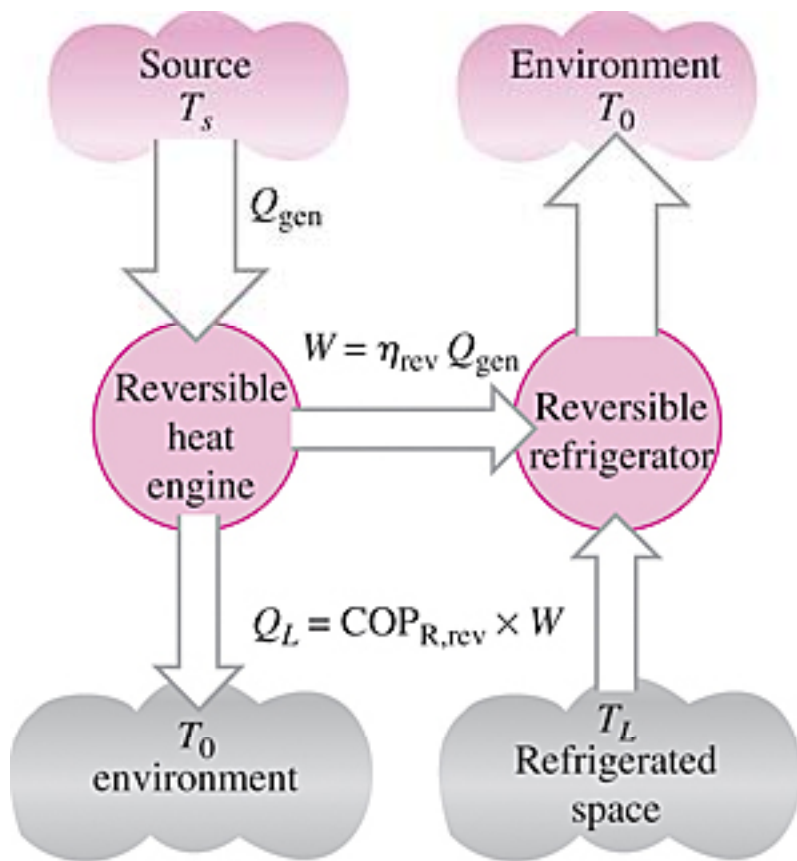 Source
T_s
Environment
T_0
Q_gen
W = η_rev Q_gen
Reversible
heat
engine
Reversible
refrigerator
Q_L = COP_R,rev × W
T_0
environment
T_L
Refrigerated
space